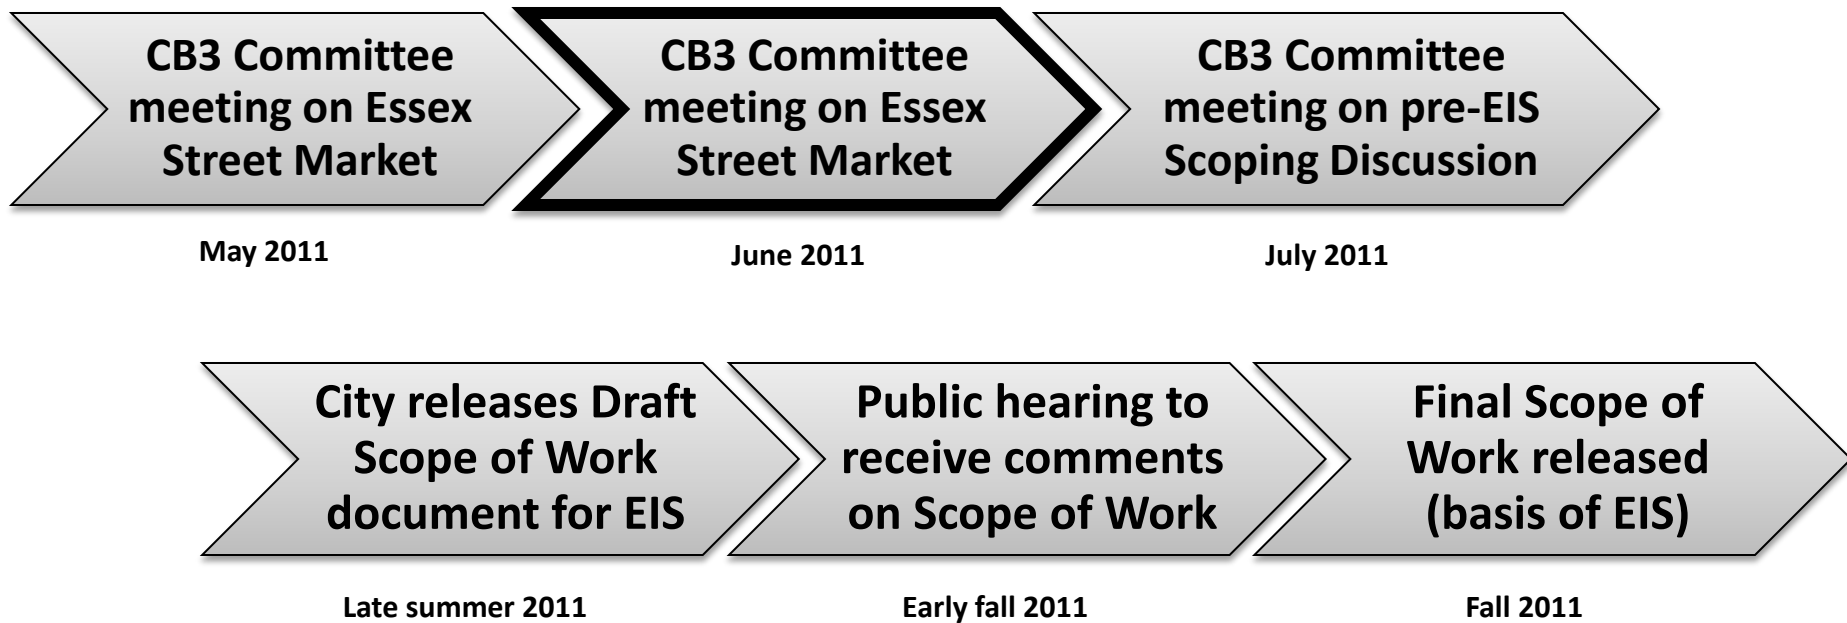 CB3 Committee
meeting on Essex
Street Market
CB3 Committee
meeting on Essex
Street Market
CB3 Committee
meeting on pre-EIS
Scoping Discussion
May 2011
June 2011
July 2011
City releases Draft
Scope of Work
document for EIS
Public hearing to
receive comments
on Scope of Work
Final Scope of
Work released
(basis of EIS)
Late summer 2011
Early fall 2011
Fall 2011